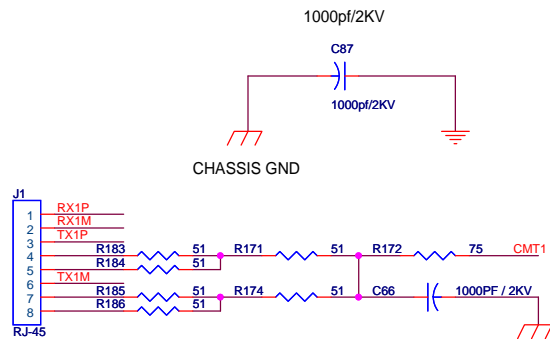 1000pf/2KV
C87
1000pf/2KV
CHASSIS GND
J1
1 RX1P
2 RX1M
3 TX1P
4 R183 51 R171 51 R172 75 CMT1
5 R184 51
6 TX1M
7 R185 51 R174 51 C66 1000PF / 2KV
8 R186 51
RJ-45